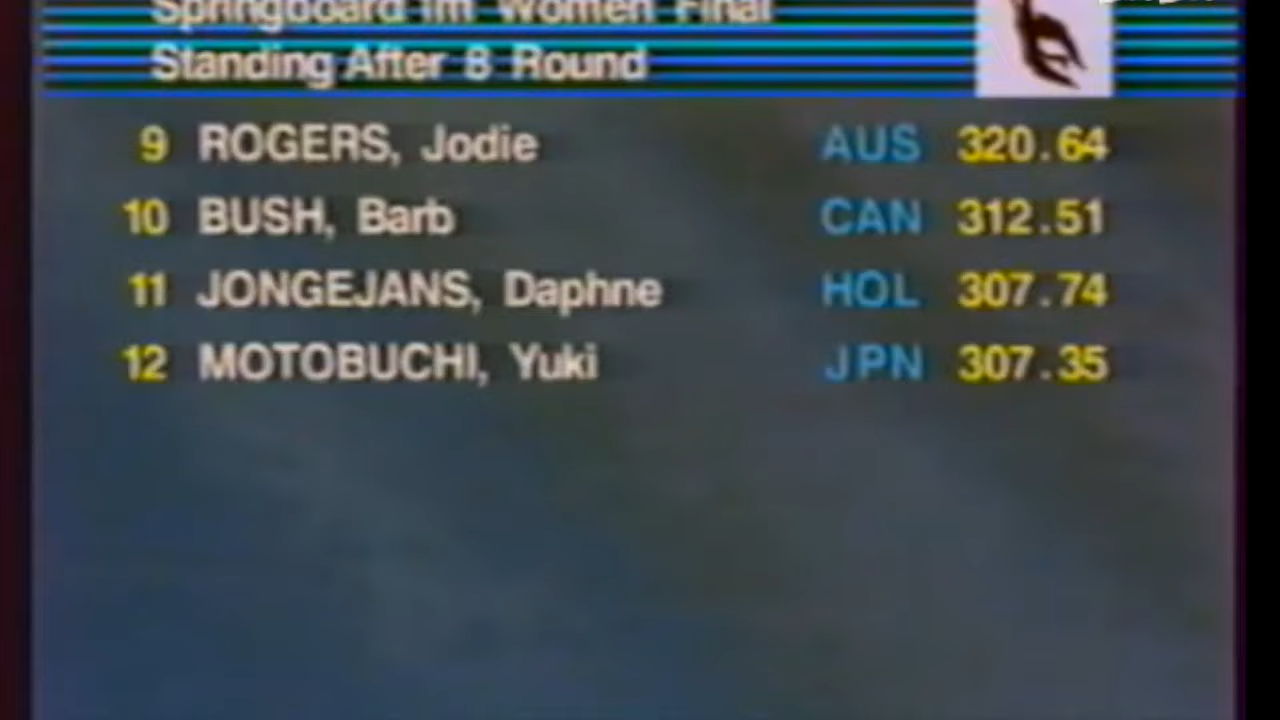 Springboard 1m Women Final
Standing After 8 Round
9 ROGERS, Jodie AUS 320.64
10 BUSH, Barb CAN 312.51
11 JONGEJANS, Daphne HOL 307.74
12 MOTOBUCHI, Yuki JPN 307.35